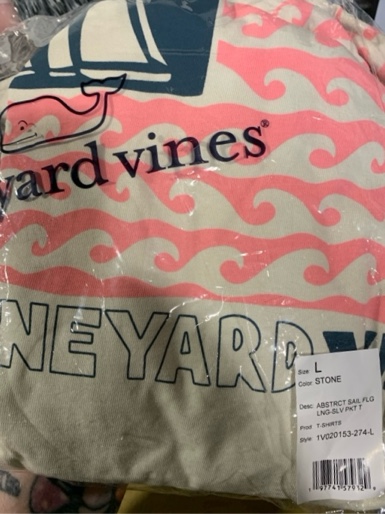 yard vines®
NEYARD V
Size L
Color STONE
Desc ABSTRCT SAIL FLG
LNG-SLV PKT T
Prod T-SHIRTS
Style 1V020153-274-L